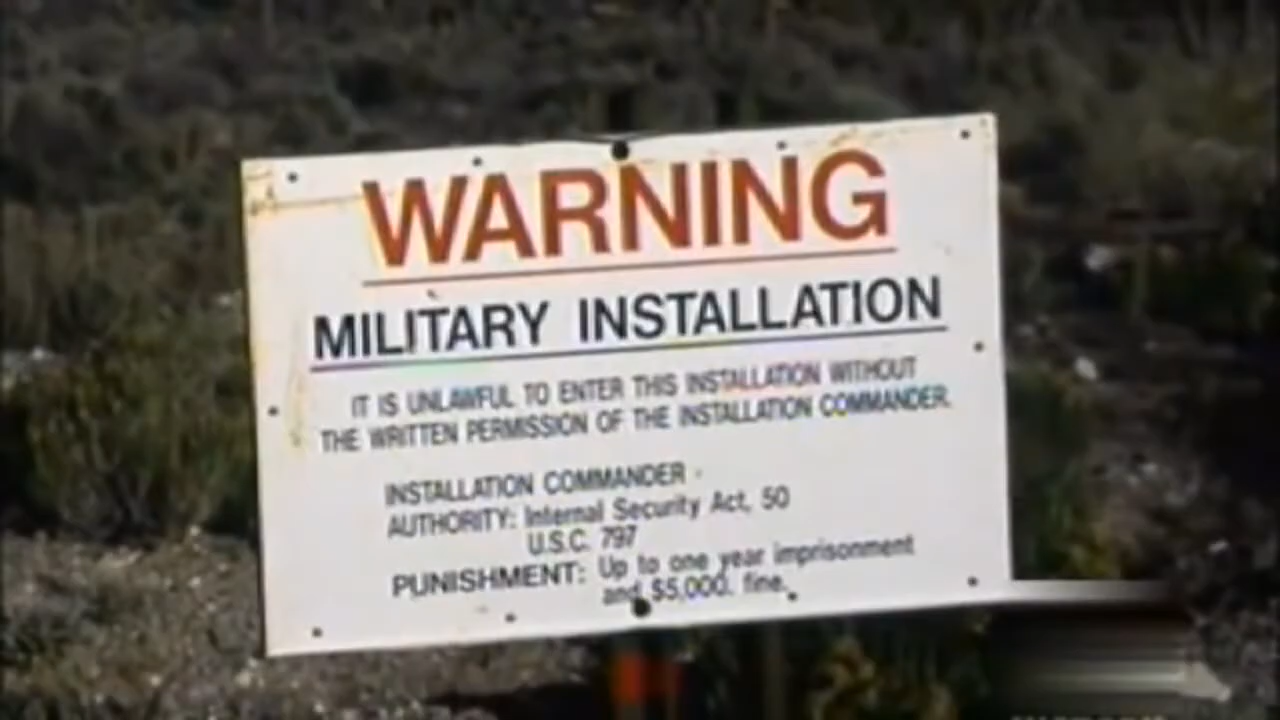 WARNING
MILITARY INSTALLATION
IT IS UNLAWFUL TO ENTER THIS INSTALLATION WITHOUT
THE WRITTEN PERMISSION OF THE INSTALLATION COMMANDER.
INSTALLATION COMMANDER -
AUTHORITY: Internal Security Act, 50
U.S.C. 797
PUNISHMENT: Up to one year imprisonment
and $5,000. fine.